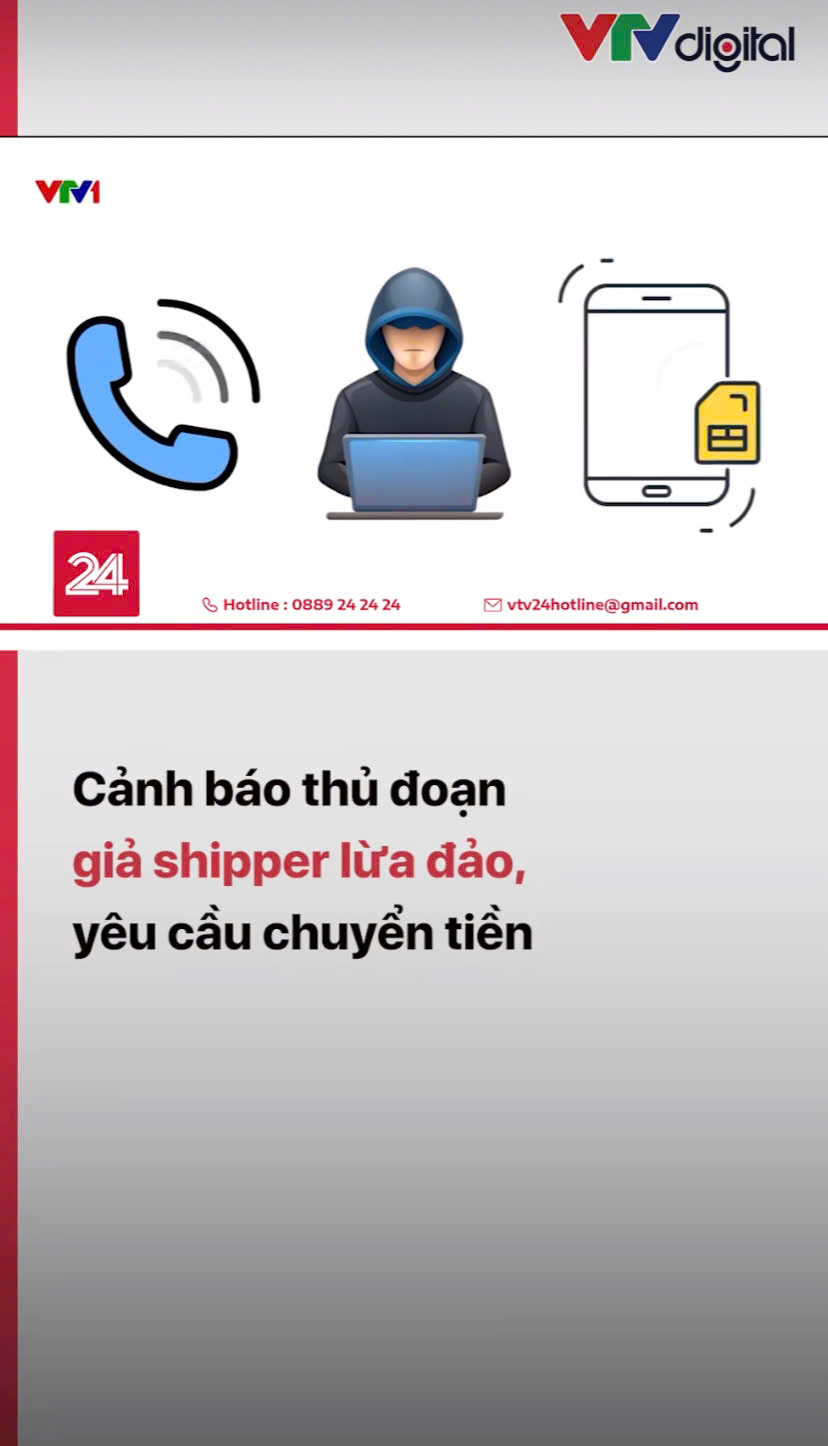 VTV digital
VTV1
24
Hotline : 0889 24 24 24
vtv24hotline@gmail.com
Cảnh báo thủ đoạn
giả shipper lừa đảo,
yêu cầu chuyển tiền